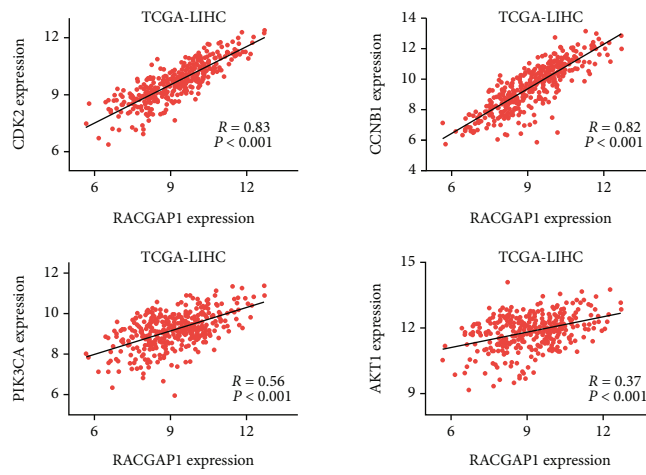 TCGA-LIHC
CDK2 expression
12
9
6
R = 0.83
P < 0.001
6
9
12
RACGAP1 expression
TCGA-LIHC
CCNB1 expression
14
12
10
8
6
4
R = 0.82
P < 0.001
6
9
12
RACGAP1 expression
TCGA-LIHC
PIK3CA expression
12
10
8
6
R = 0.56
P < 0.001
6
9
12
RACGAP1 expression
TCGA-LIHC
AKT1 expression
15
12
9
R = 0.37
P < 0.001
6
9
12
RACGAP1 expression